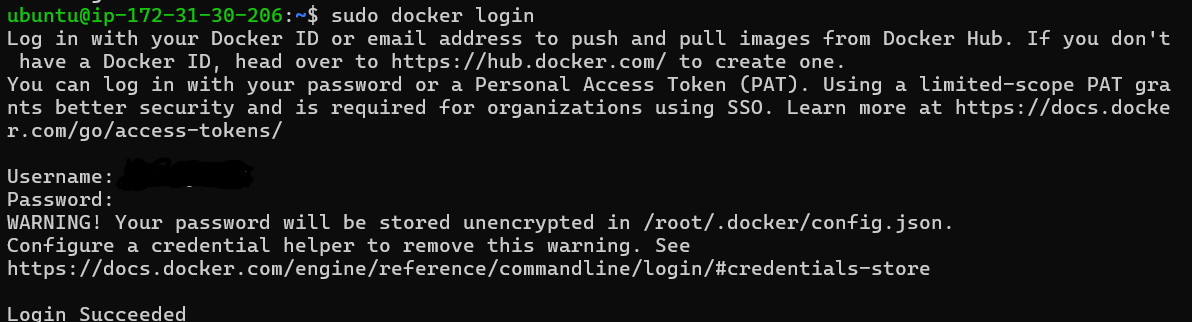 ubuntu@ip-172-31-30-206:~$ sudo docker login
Log in with your Docker ID or email address to push and pull images from Docker Hub. If you don't
 have a Docker ID, head over to https://hub.docker.com/ to create one.
You can log in with your password or a Personal Access Token (PAT). Using a limited-scope PAT gra
nts better security and is required for organizations using SSO. Learn more at https://docs.docke
r.com/go/access-tokens/

Username:
Password:
WARNING! Your password will be stored unencrypted in /root/.docker/config.json.
Configure a credential helper to remove this warning. See
https://docs.docker.com/engine/reference/commandline/login/#credentials-store

Login Succeeded